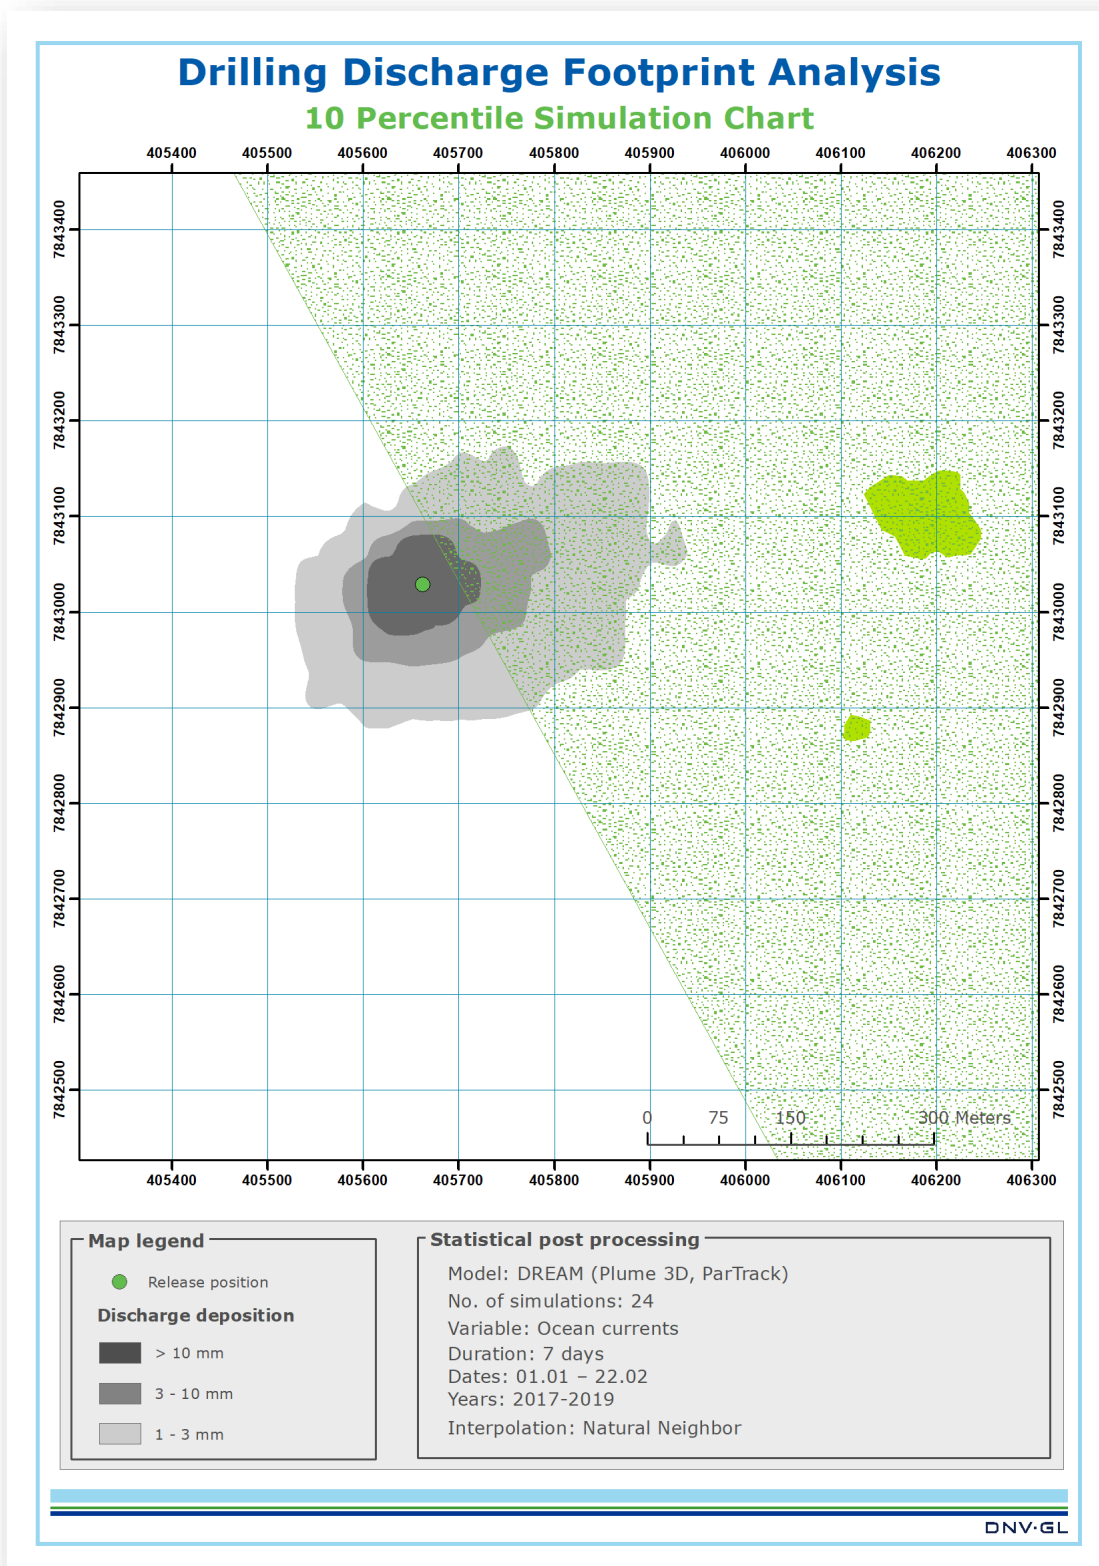 Drilling Discharge Footprint Analysis
10 Percentile Simulation Chart
405400 405500 405600 405700 405800 405900 406000 406100 406200 406300
7843400 7843400
7843300 7843300
7843200 7843200
7843100 7843100
7843000 7843000
7842900 7842900
7842800 7842800
7842700 7842700
7842600 7842600
7842500 7842500
0 75 150 300 Meters
405400 405500 405600 405700 405800 405900 406000 406100 406200 406300
Map legend
Release position
Discharge deposition
> 10 mm
3 - 10 mm
1 - 3 mm
Statistical post processing
Model: DREAM (Plume 3D, ParTrack)
No. of simulations: 24
Variable: Ocean currents
Duration: 7 days
Dates: 01.01 – 22.02
Years: 2017-2019
Interpolation: Natural Neighbor
DNV·GL